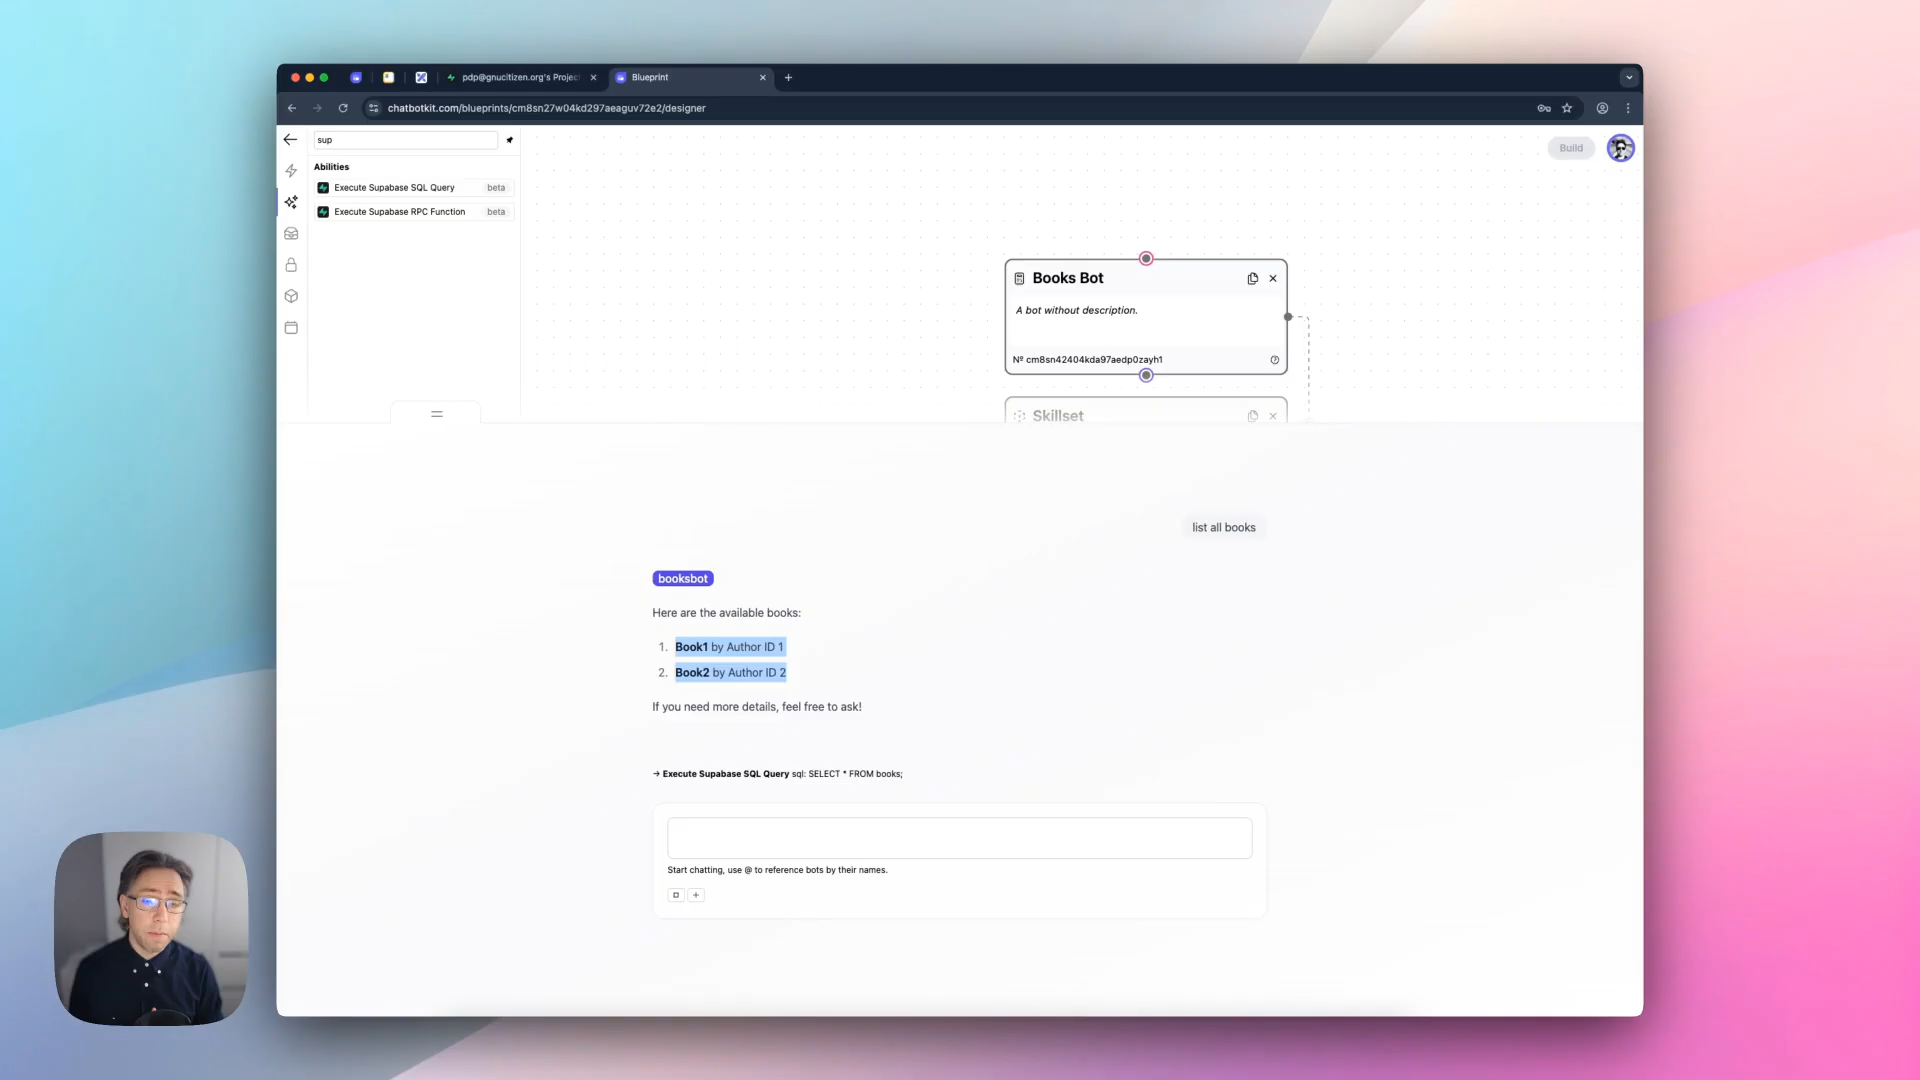 pdp@gnucitizen.org's Projec
Blueprint
chatbotkit.com/blueprints/cm8sn27w04kd297aeaguv72e2/designer
sup
Build
Abilities
Execute Supabase SQL Query beta
Execute Supabase RPC Function beta
Books Bot
A bot without description.
Nº cm8sn42404kda97aedp0zayh1
Skillset
list all books
booksbot
Here are the available books:
1. Book1 by Author ID 1
2. Book2 by Author ID 2
If you need more details, feel free to ask!
→ Execute Supabase SQL Query sql: SELECT * FROM books;
Start chatting, use @ to reference bots by their names.